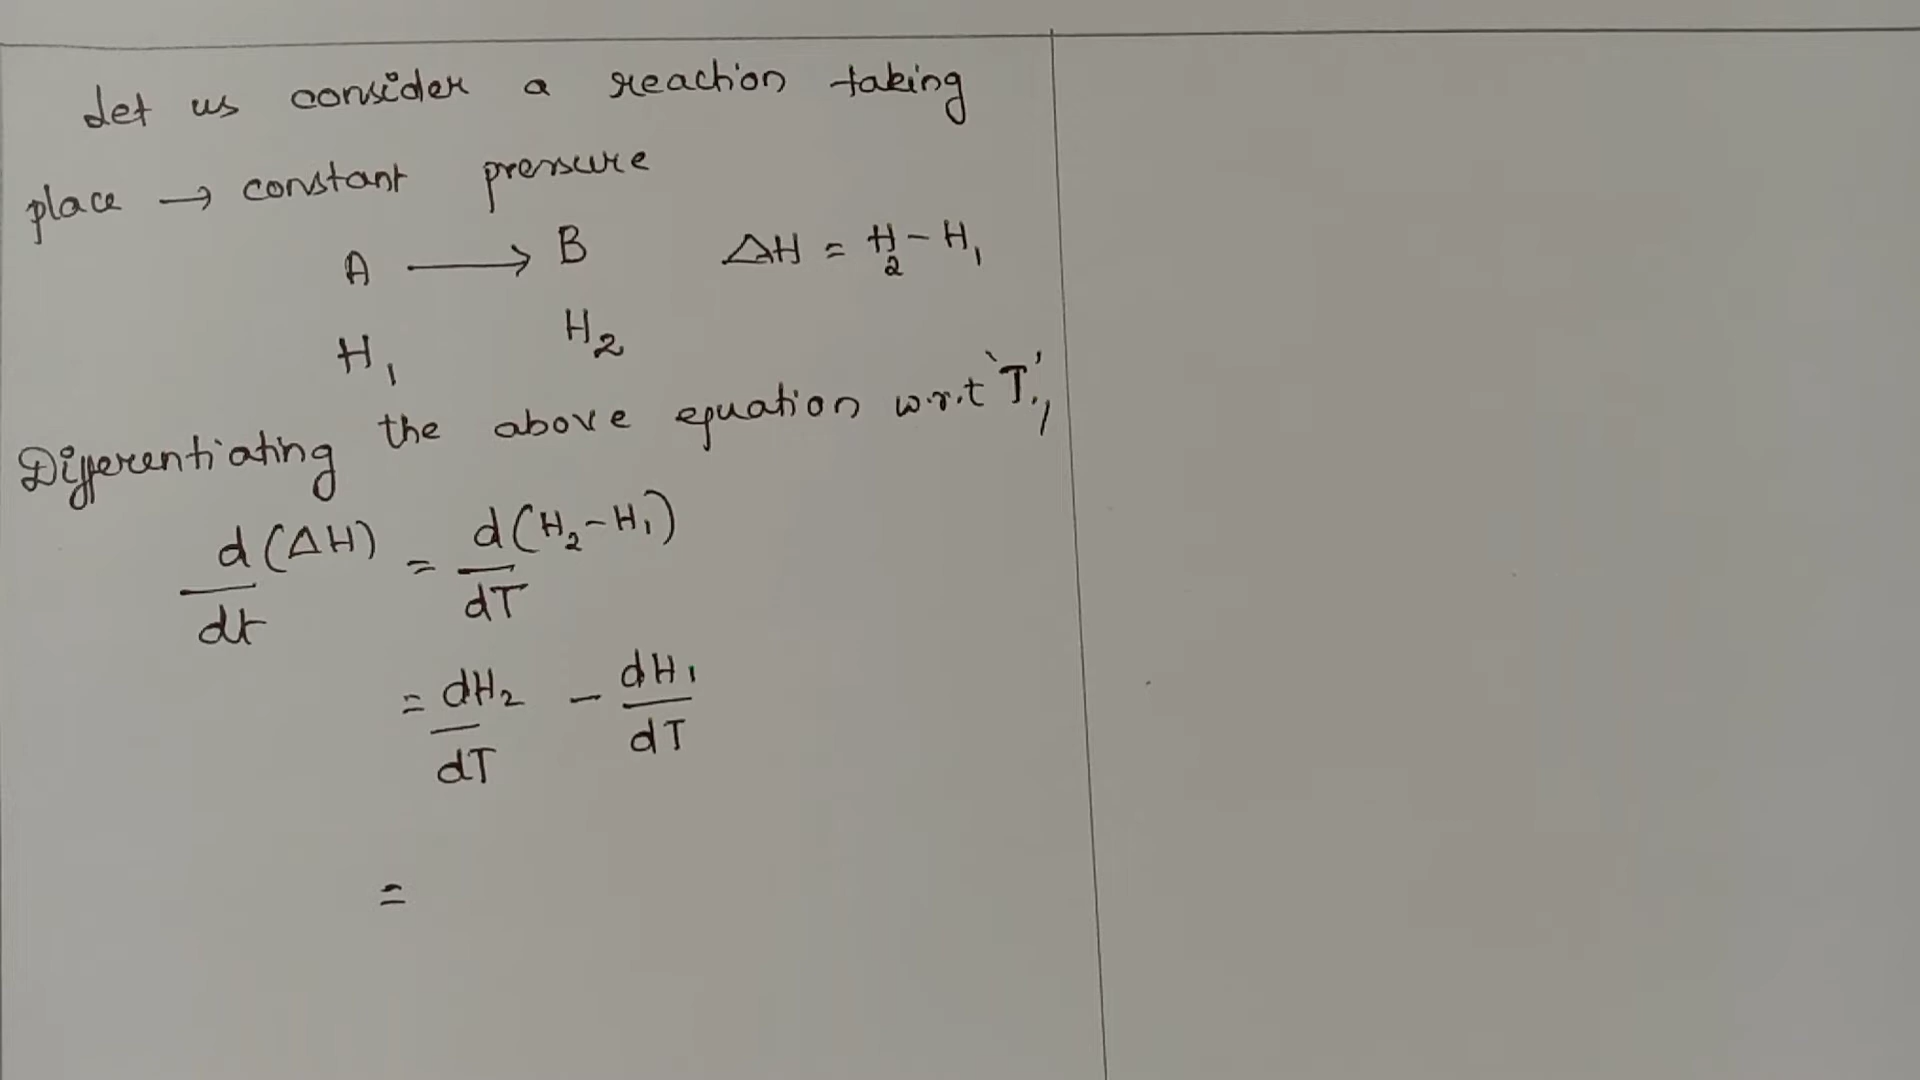 Let us consider a reaction taking
place → constant pressure
A → B ΔH = H₂ - H₁
H₁ H₂
Differentiating the above equation w.r.t 'T',
d(ΔH)/dt = d(H₂-H₁)/dT
= dH₂/dT - dH₁/dT
=